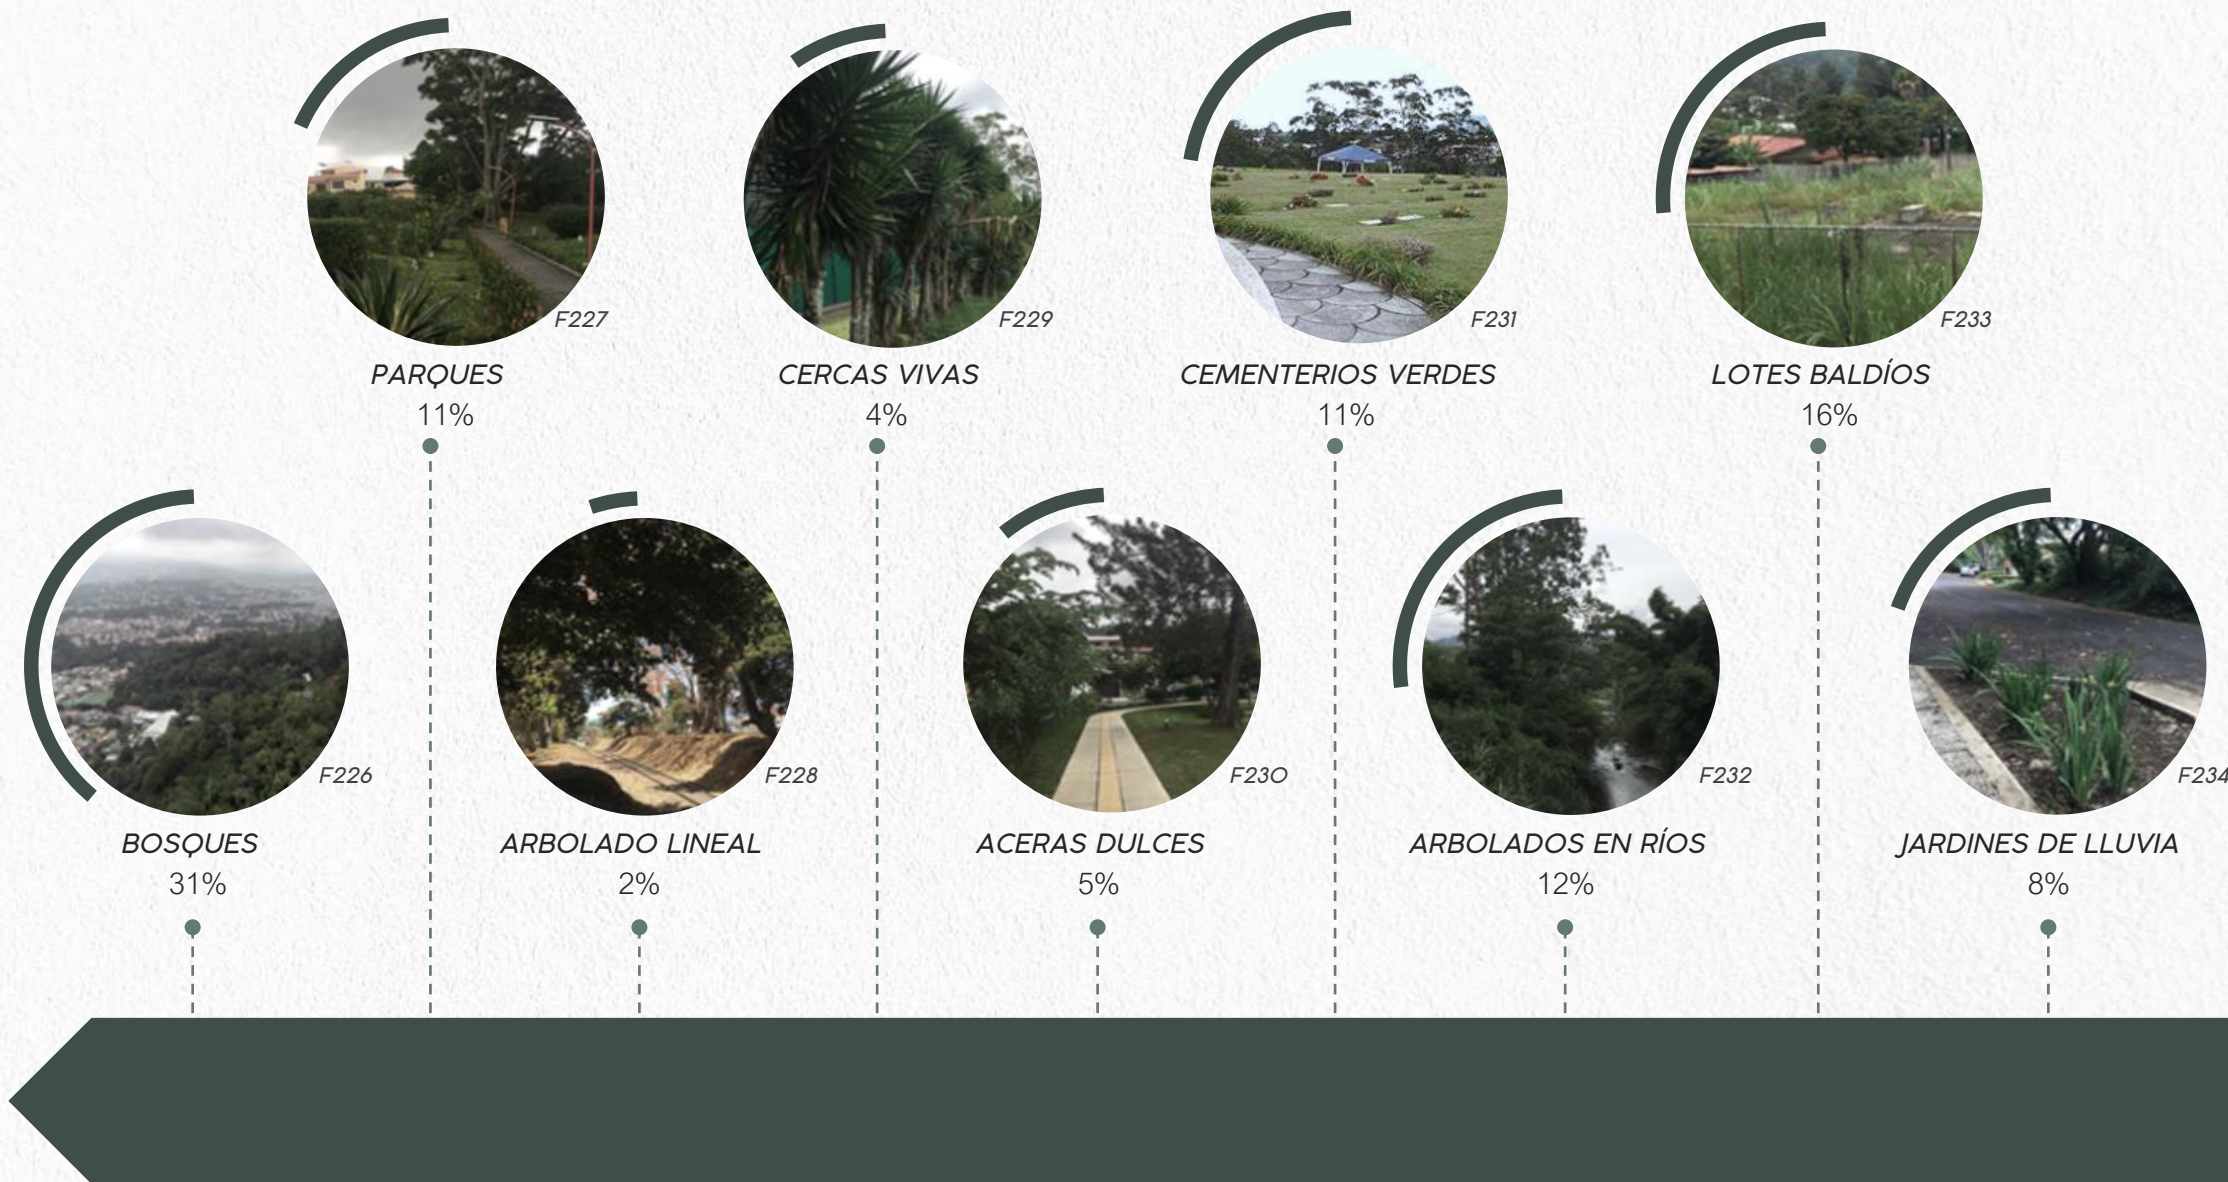 F227
PARQUES
11%
F229
CERCAS VIVAS
4%
F231
CEMENTERIOS VERDES
11%
F233
LOTES BALDÍOS
16%
F226
BOSQUES
31%
F228
ARBOLADO LINEAL
2%
F230
ACERAS DULCES
5%
F232
ARBOLADOS EN RÍOS
12%
F234
JARDINES DE LLUVIA
8%